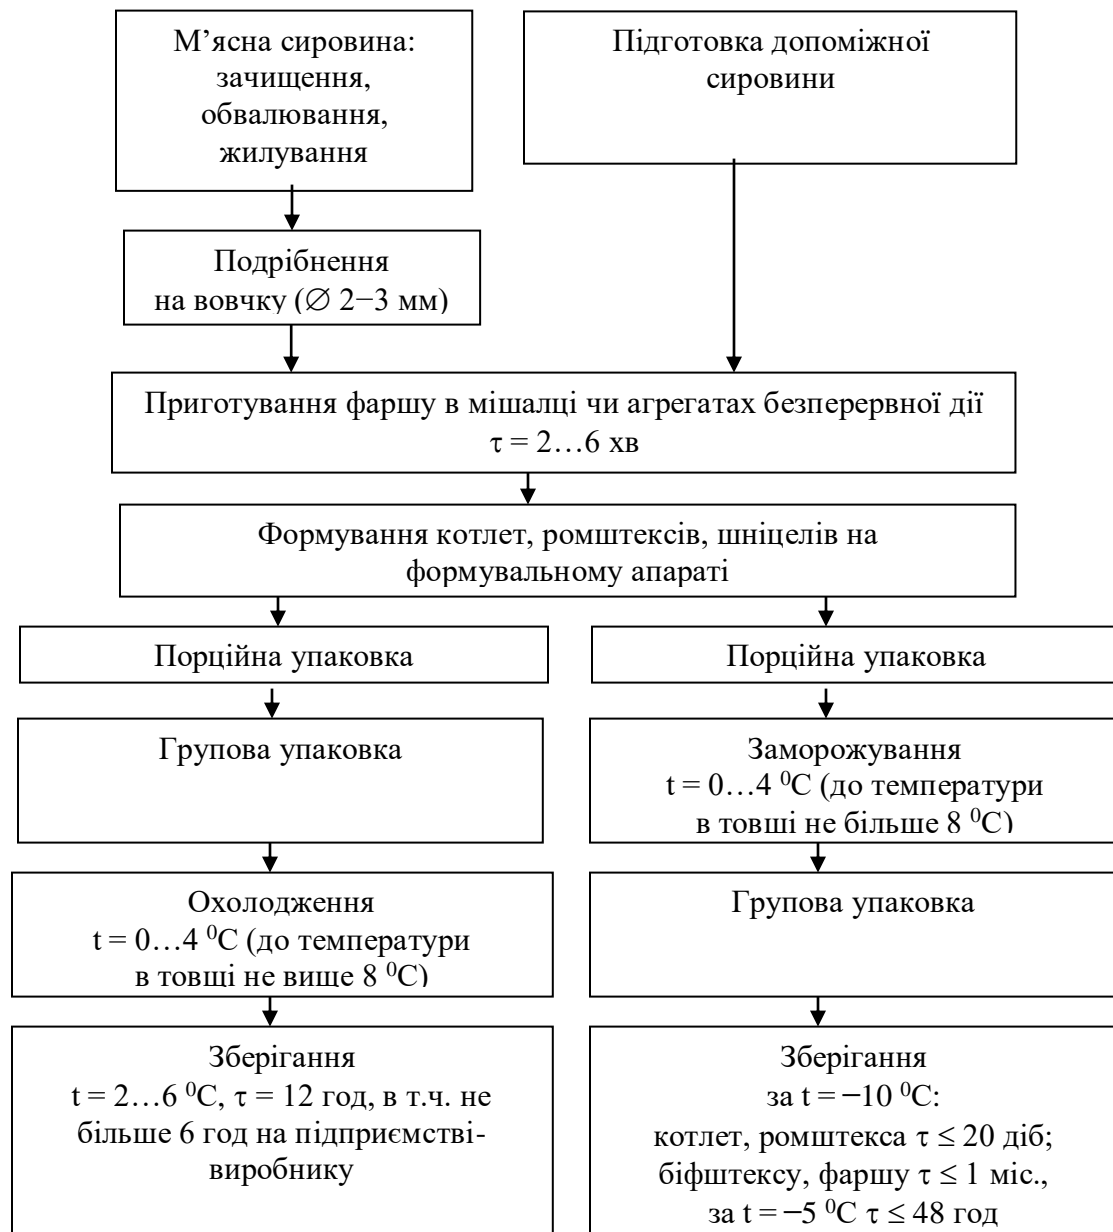 М’ясна сировина:
зачищення,
обвалювання,
жилування
Підготовка допоміжної
сировини
Подрібнення
на вовчку (∅ 2−3 мм)
Приготування фаршу в мішалці чи агрегатах безперервної дії
τ = 2…6 хв
Формування котлет, ромштексів, шніцелів на
формувальному апараті
Порційна упаковка
Порційна упаковка
Групова упаковка
Заморожування
t = 0…4 ⁰С (до температури
в товші не більше 8 ⁰С)
Охолодження
t = 0…4 ⁰С (до температури
в товщі не вище 8 ⁰С)
Групова упаковка
Зберігання
t = 2…6 ⁰С, τ = 12 год, в т.ч. не
більше 6 год на підприємстві-
виробнику
Зберігання
за t = −10 ⁰С:
котлет, ромштекса τ ≤ 20 діб;
біфштексу, фаршу τ ≤ 1 міс.,
за t = −5 ⁰С τ ≤ 48 год